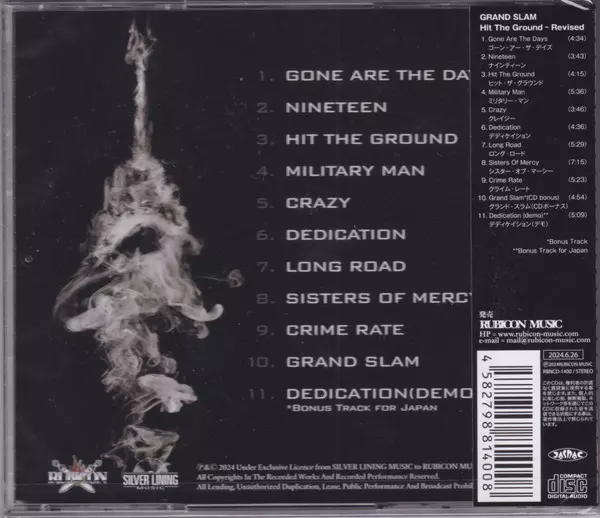 1. GONE ARE THE DA
2. NINETEEN
3. HIT THE GROUND
4. MILITARY MAN
5. CRAZY
6. DEDICATION
7. LONG ROAD
8. SISTERS OF MERCY
9. CRIME RATE
10. GRAND SLAM
11. DEDICATION(DEMO
*BONUS TRACK FOR JAPAN
RUBICON
SILVER LINING
MUSIC
℗&© 2024 Under Exclusive Licence from SILVER LINING MUSIC to RUBICON MU
All Copyrights In The Recorded Works And Recorded Performance Reserved.
All Lending, Unauthorized Duplication, Lease, Public Performance And Broadcast Prohib
GRAND SLAM
Hit The Ground - Revised
1. Gone Are The Days (4:34)
ゴーン・アー・ザ・デイズ
2. Nineteen (3:43)
ナインティーン
3. Hit The Ground (4:15)
ヒット・ザ・グラウンド
4. Military Man (5:36)
ミリタリー・マン
5. Crazy (3:46)
クレイジー
6. Dedication (4:36)
デディケイション
7. Long Road (5:29)
ロング・ロード
8. Sisters Of Mercy (7:15)
シスター・オブ・マーシー
9. Crime Rate (5:23)
クライム・レート
10. Grand Slam*(CD bonus) (4:54)
グランド・スラム(CDボーナス)
11. Dedication (demo)** (5:09)
デディケイション(デモ)
*Bonus Track
**Bonus Track for Japan
発売
RUBICON MUSIC
HP = www.rubicon-music.com
e-mail = mail@rubicon-music.com
4 582798 814008
2024.6.26
℗2024RUBICON MUSIC
RBNCD-1400 / STEREO
JASRAC
COMPACT
disc
DIGITAL AUDIO